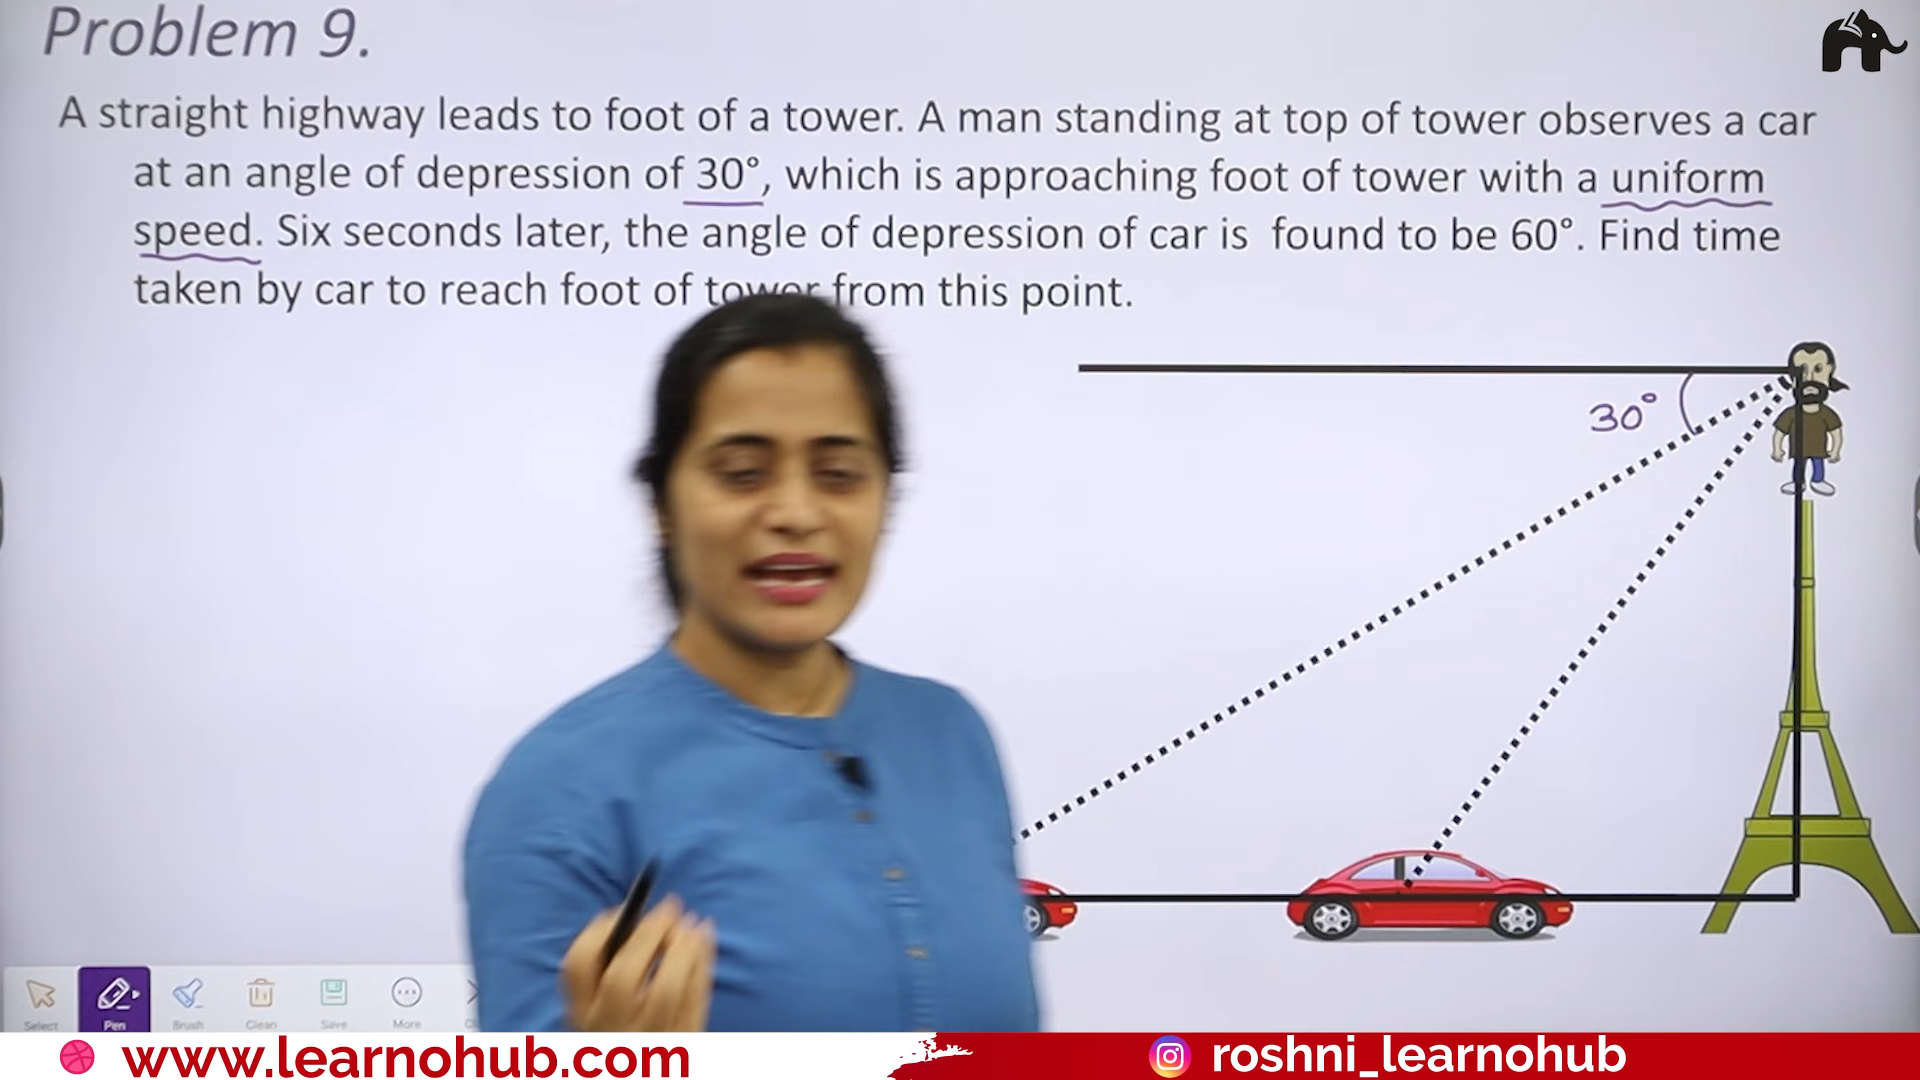 Problem 9.
A straight highway leads to foot of a tower. A man standing at top of tower observes a car
at an angle of depression of 30°, which is approaching foot of tower with a uniform
speed. Six seconds later, the angle of depression of car is found to be 60°. Find time
taken by car to reach foot of tower from this point.
30°
Select Pen Brush Clean Save More
www.learnohub.com
roshni_learnohub